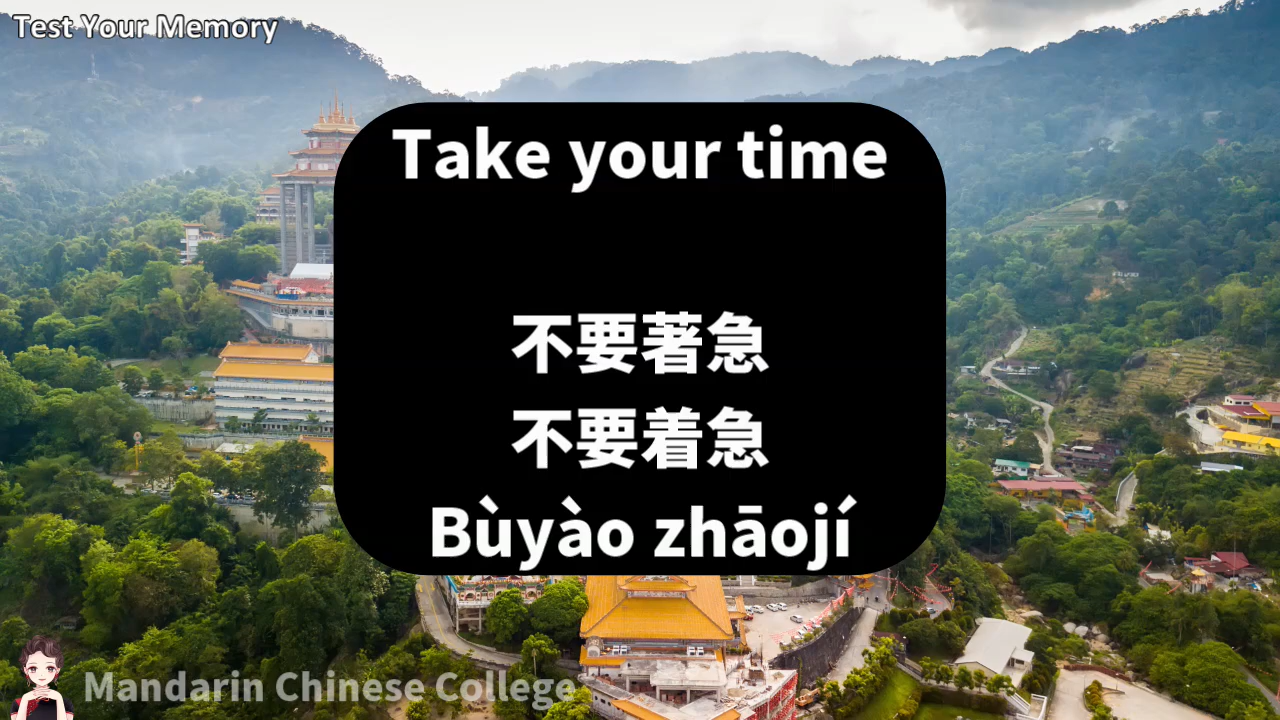 Test Your Memory
Take your time
不要著急
不要着急
Bùyào zhāojí
Mandarin Chinese College